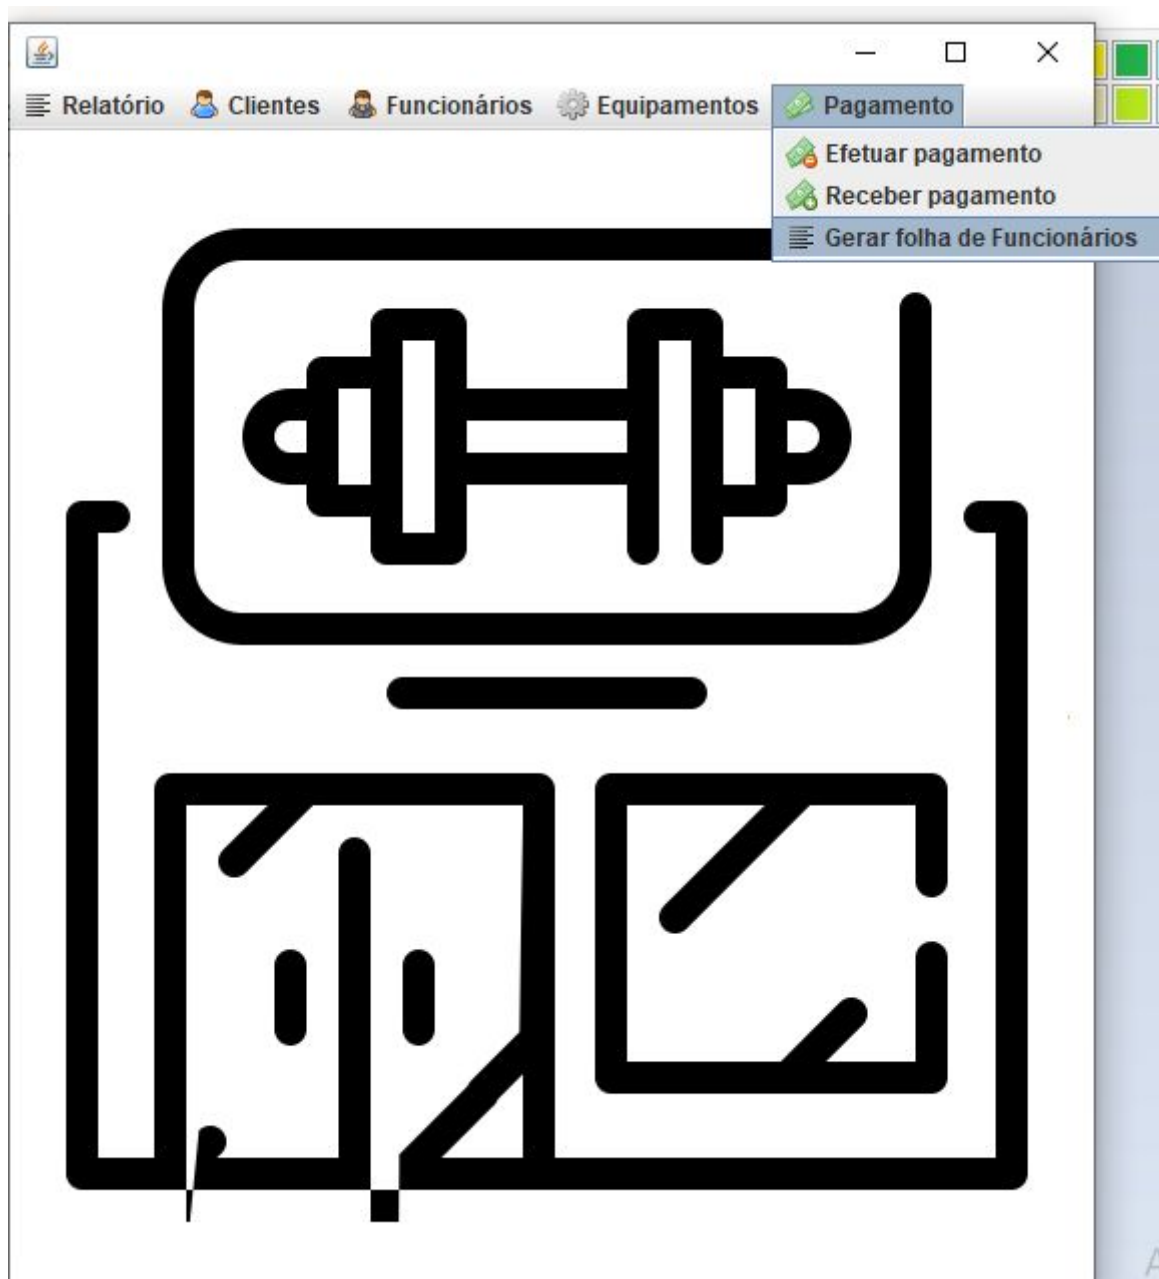 Relatório Clientes Funcionários Equipamentos Pagamento
Efetuar pagamento
Receber pagamento
Gerar folha de Funcionários